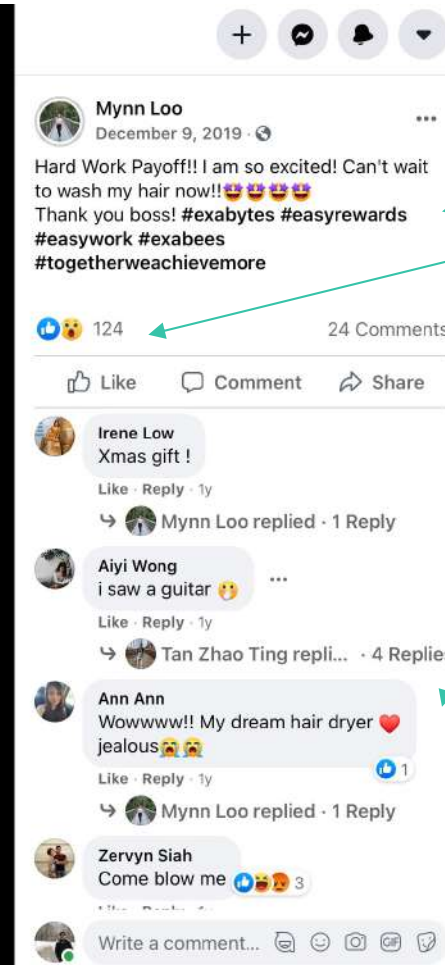 Mynn Loo
December 9, 2019 ·
Hard Work Payoff!! I am so excited! Can't wait
to wash my hair now!!🤩🤩🤩🤩
Thank you boss! #exabytes #easyrewards
#easywork #exabees
#togetherweachievemore
124 24 Comments
Like Comment Share
Irene Low
Xmas gift !
Like · Reply · 1y
Mynn Loo replied · 1 Reply
Aiyi Wong
i saw a guitar 🤭
Like · Reply · 1y
Tan Zhao Ting repli... · 4 Replies
Ann Ann
Wowwww!! My dream hair dryer ❤️
jealous😭😭
1
Like · Reply · 1y
Mynn Loo replied · 1 Reply
Zervyn Siah
Come blow me 3
Write a comment... GIF